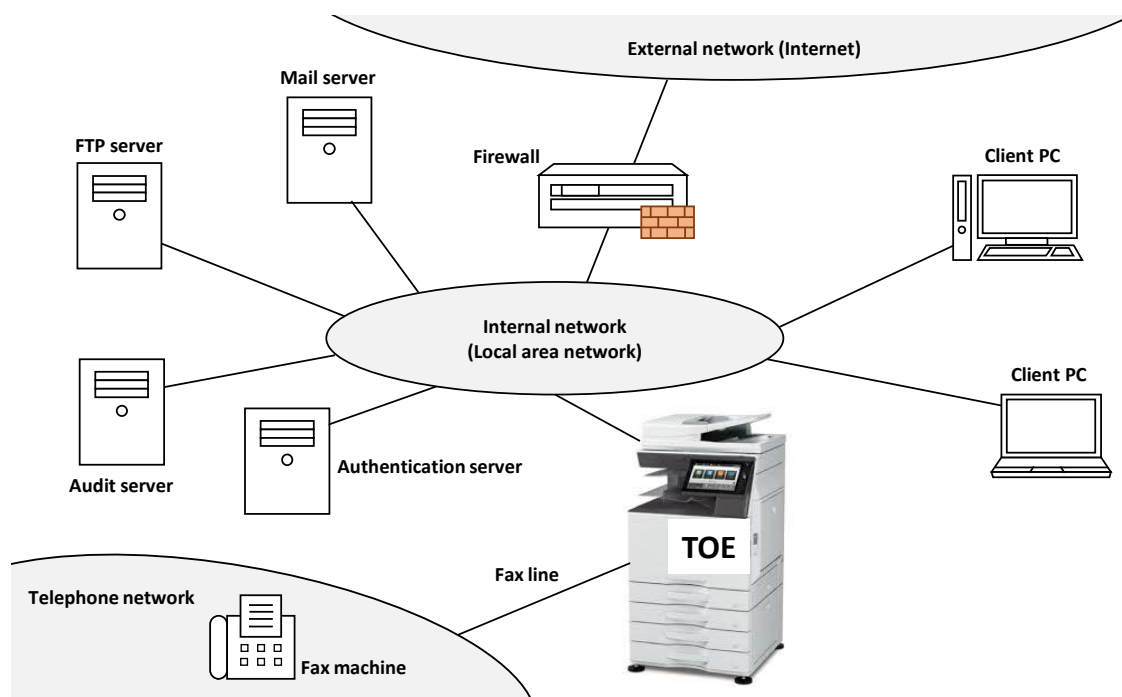 External network (Internet)
Mail server
FTP server
Firewall
Client PC
Internal network
(Local area network)
Client PC
Audit server
Authentication server
TOE
Fax line
Telephone network
Fax machine